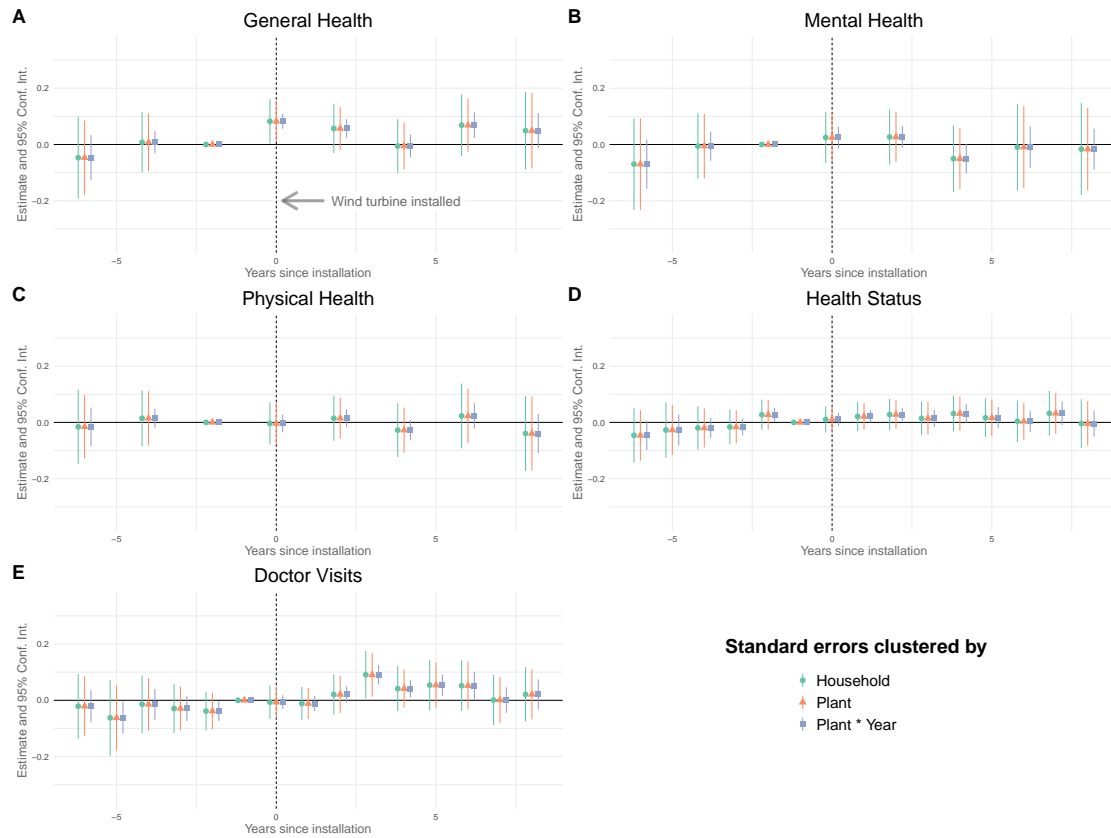 A
General Health
Estimate and 95% Conf. Int.
0.2
0.0
−0.2
Wind turbine installed
−5
0
5
Years since installation
B
Mental Health
Estimate and 95% Conf. Int.
0.2
0.0
−0.2
−5
0
5
Years since installation
C
Physical Health
Estimate and 95% Conf. Int.
0.2
0.0
−0.2
−5
0
5
Years since installation
D
Health Status
Estimate and 95% Conf. Int.
0.2
0.0
−0.2
−5
0
5
Years since installation
E
Doctor Visits
Estimate and 95% Conf. Int.
0.2
0.0
−0.2
−5
0
5
Years since installation
Standard errors clustered by
Household
Plant
Plant * Year